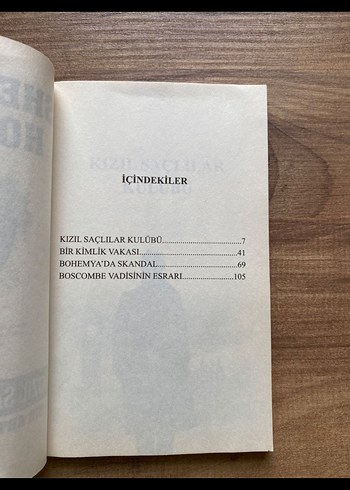 İÇİNDEKİLER
KIZIL SAÇLILAR KULÜBÜ........................................7
BİR KİMLİK VAKASI..................................................41
BOHEMYA'DA SKANDAL........................................69
BOSCOMBE VADİSİNİN ESRARI.........................105